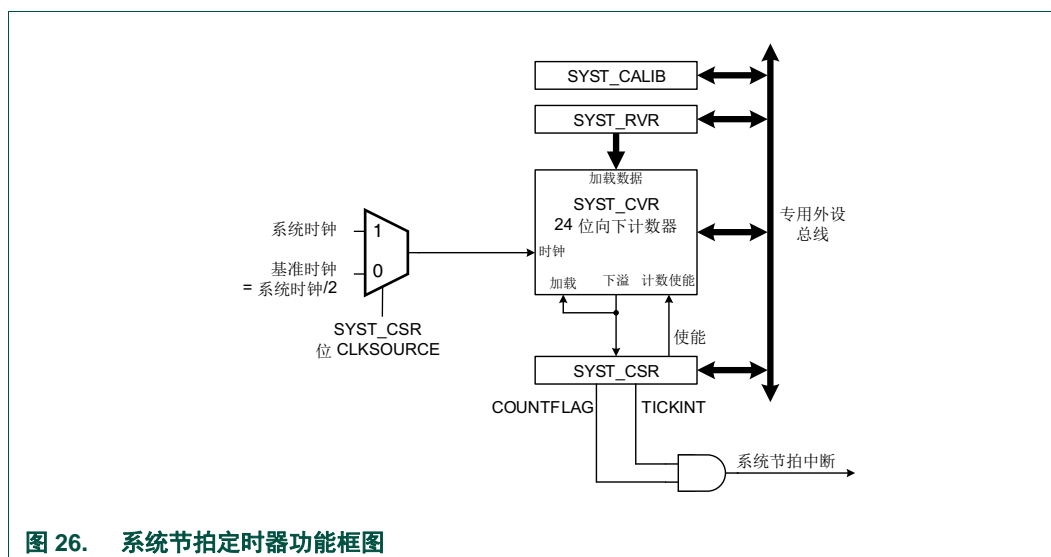 SYST_CALIB
SYST_RVR
加载数据
SYST_CVR
24 位向下计数器
专用外设
总线
系统时钟
1
时钟
基准时钟
= 系统时钟/2
0
加载
下溢
计数使能
SYST_CSR
位 CLKSOURCE
使能
SYST_CSR
COUNTFLAG
TICKINT
系统节拍中断
图 26. 系统节拍定时器功能框图